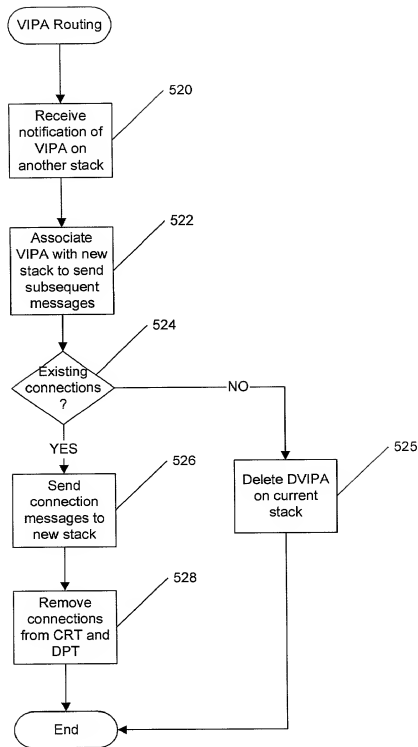 VIPA Routing
520
Receive
notification of
VIPA on
another stack
522
Associate
VIPA with new
stack to send
subsequent
messages
524
Existing
connections
?
NO
YES
525
526
Delete DVIPA
on current
stack
Send
connection
messages to
new stack
528
Remove
connections
from CRT and
DPT
End